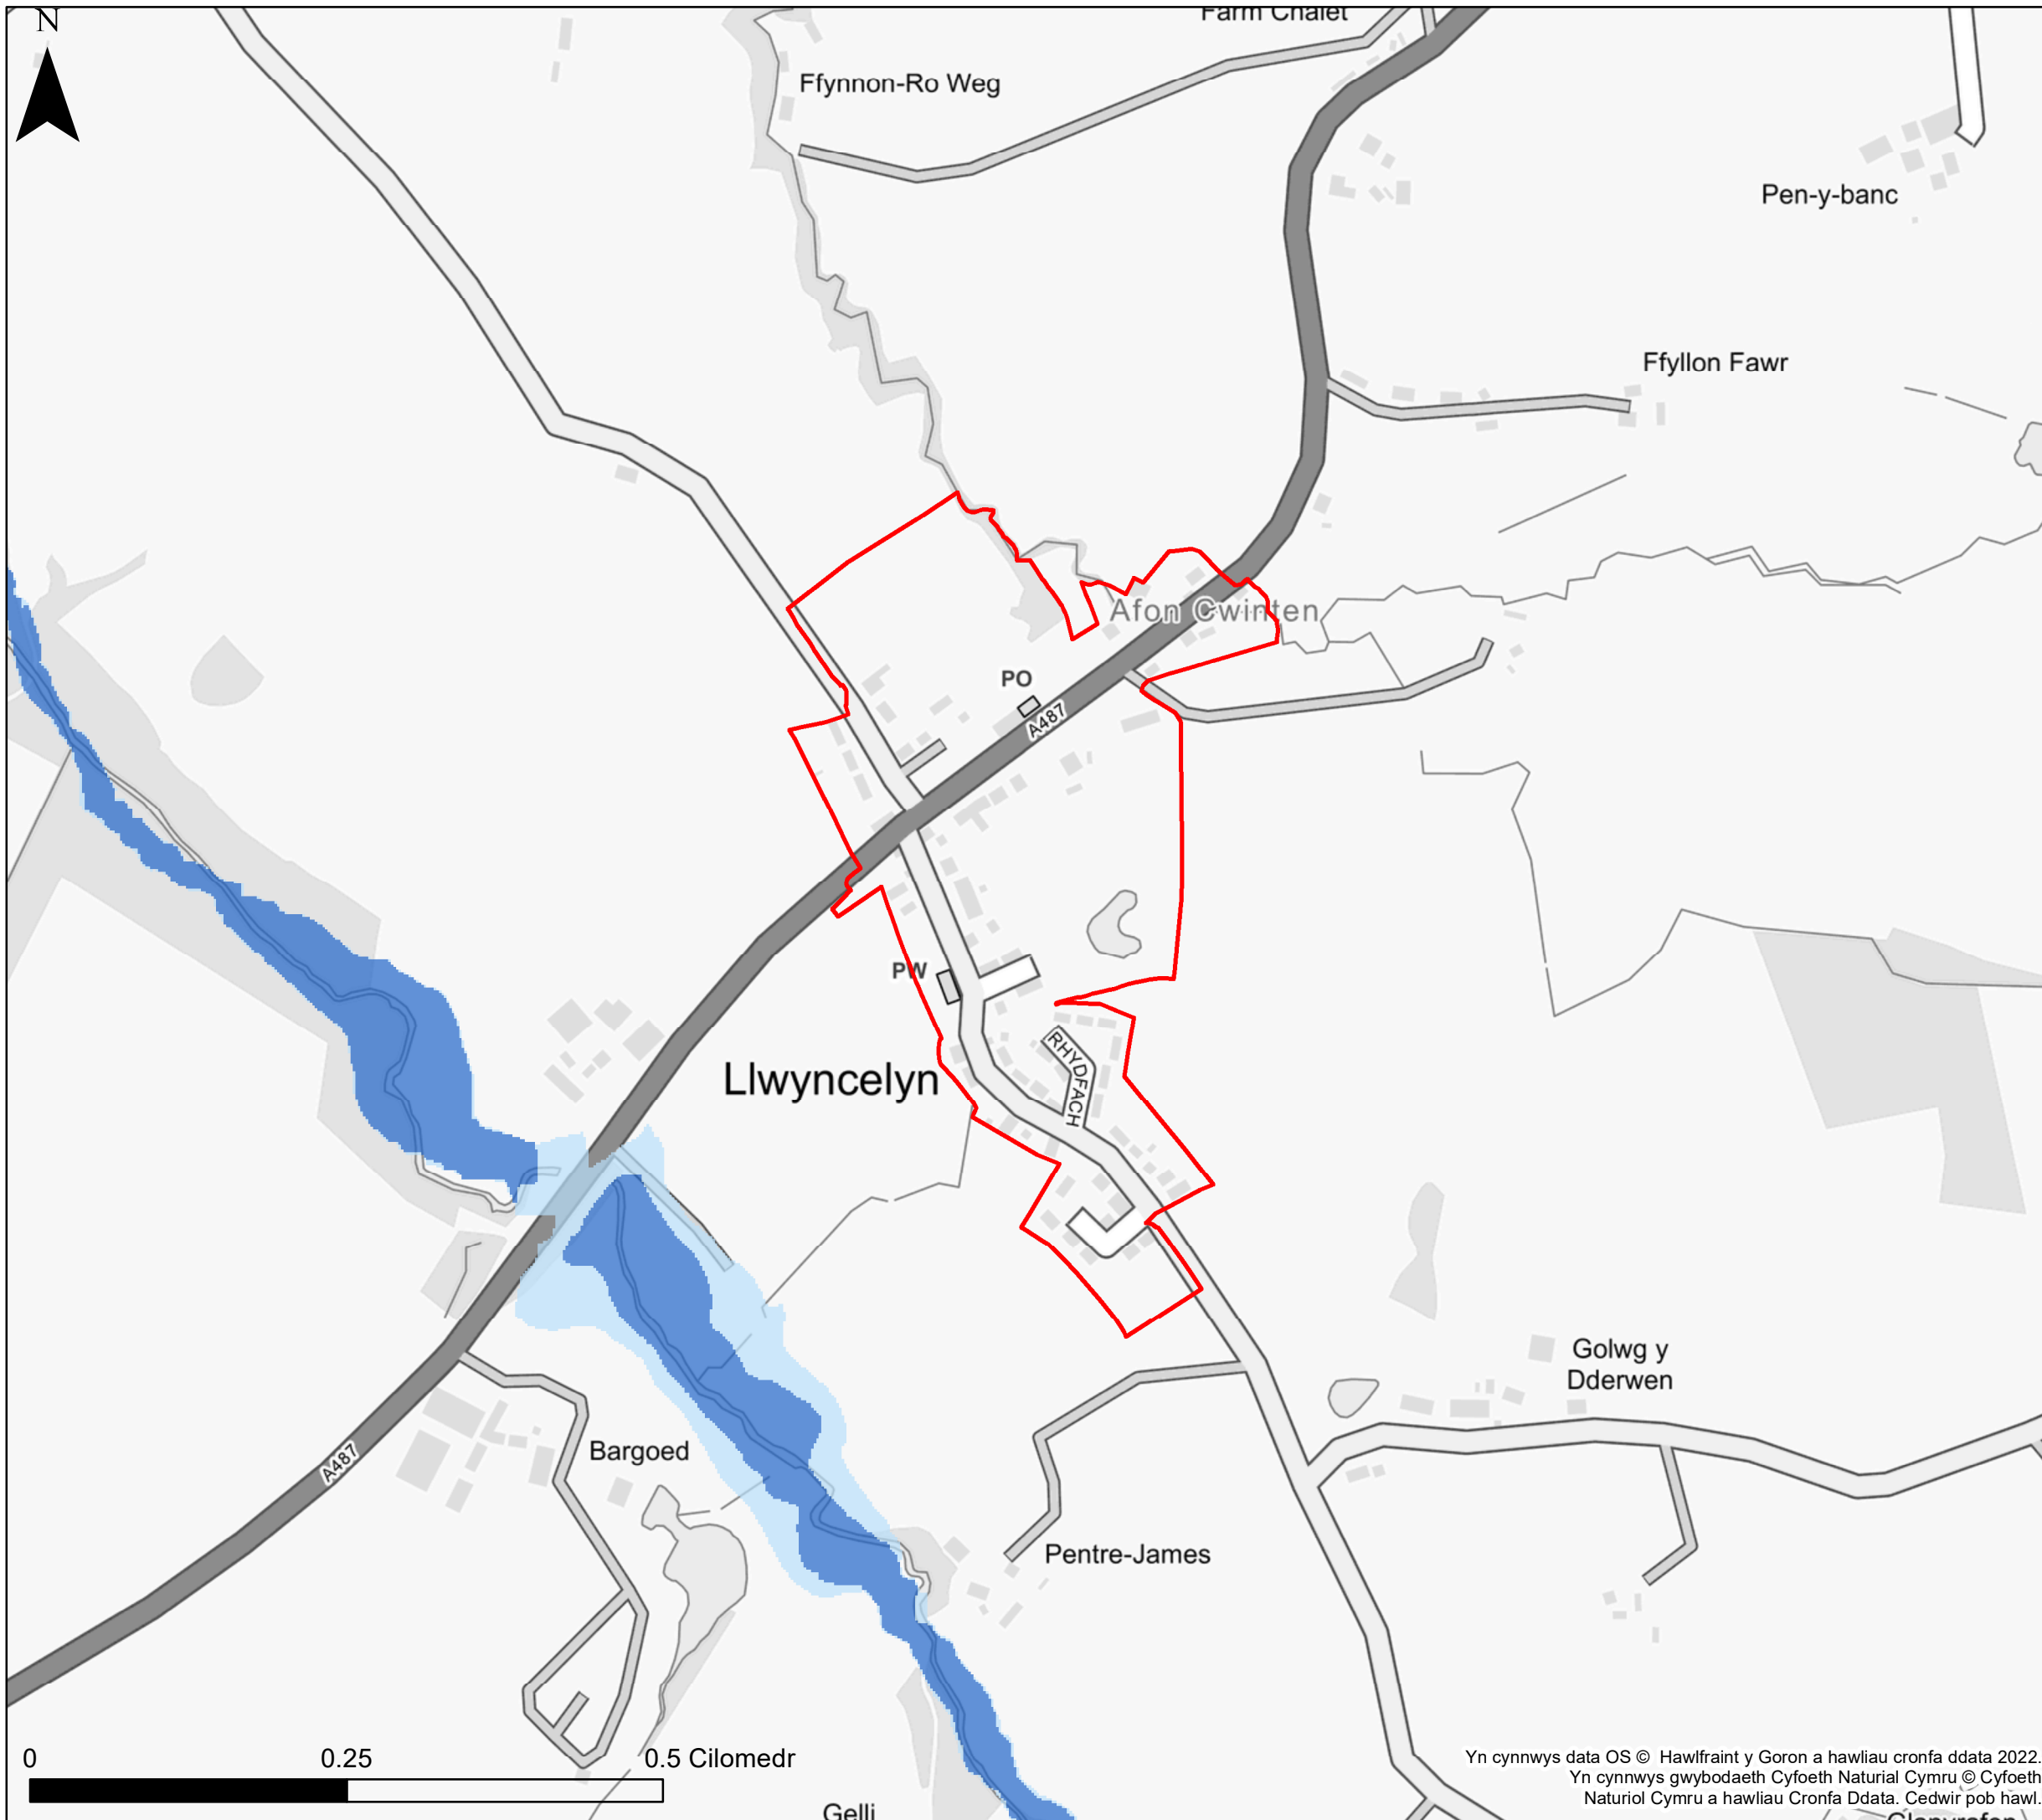 N
Farm Chalet
Ffynnon-Ro Weg
Pen-y-banc
Ffyllon Fawr
Afon Cwinten
PO
A487
PW
RHYDFACH
Llwyncelyn
Golwg y
Dderwen
A487
Bargoed
Pentre-James
0 0.25 0.5 Cilomedr
Gelli
Yn cynnwys data OS © Hawlfraint y Goron a hawliau cronfa ddata 2022.
Yn cynnwys gwybodaeth Cyfoeth Naturial Cymru © Cyfoeth
Naturiol Cymru a hawliau Cronfa Ddata. Cedwir pob hawl.